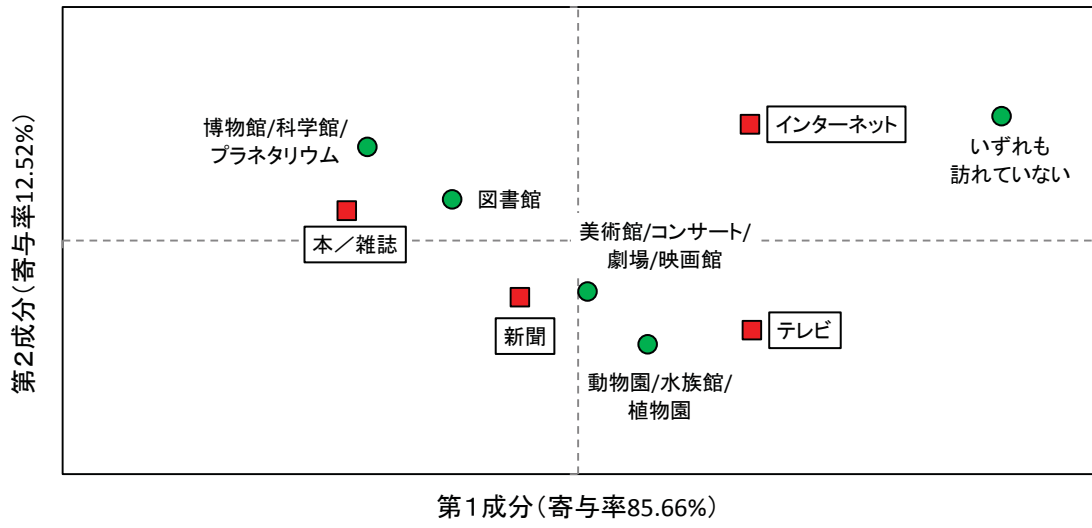 博物館/科学館/
プラネタリウム
図書館
本／雑誌
インターネット
いずれも
訪れていない
美術館/コンサート/
劇場/映画館
新聞
テレビ
動物園/水族館/
植物園
第２成分（寄与率12.52%）
第１成分（寄与率85.66%）